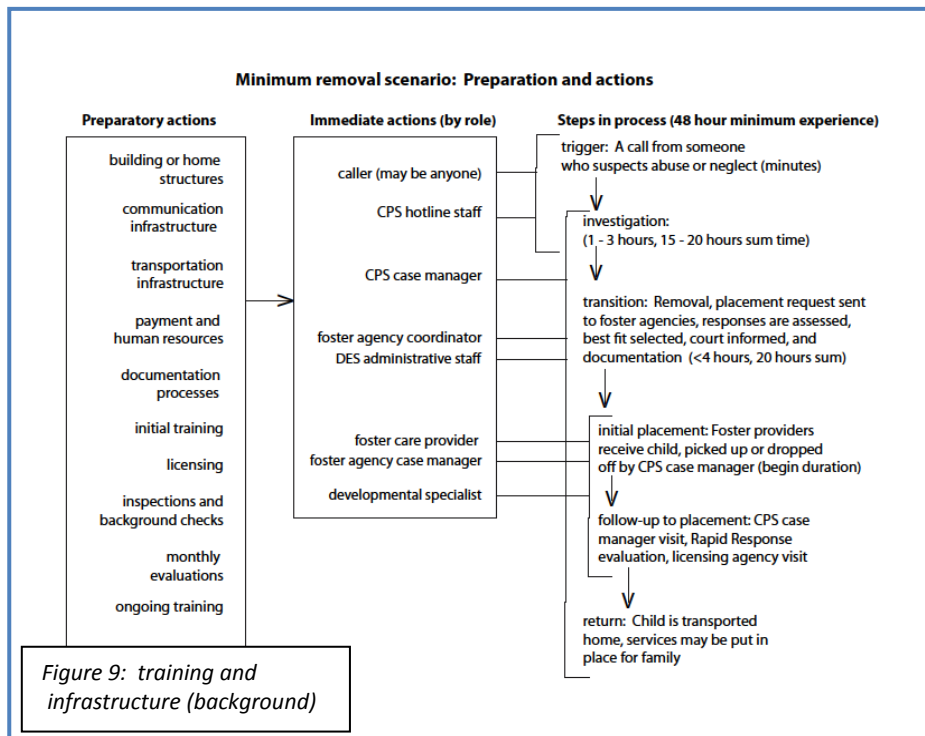 Minimum removal scenario: Preparation and actions
Preparatory actions
building or home
structures
communication
infrastructure
transportation
infrastructure
payment and
human resources
documentation
processes
initial training
licensing
inspections and
background checks
monthly
evaluations
ongoing training
Immediate actions (by role)
caller (may be anyone)
CPS hotline staff
CPS case manager
foster agency coordinator
DES administrative staff
foster care provider
foster agency case manager
developmental specialist
Steps in process (48 hour minimum experience)
trigger: A call from someone
who suspects abuse or neglect (minutes)
investigation:
(1 - 3 hours, 15 - 20 hours sum time)
transition: Removal, placement request sent
to foster agencies, responses are assessed,
best fit selected, court informed, and
documentation (<4 hours, 20 hours sum)
initial placement: Foster providers
receive child, picked up or dropped
off by CPS case manager (begin duration)
follow-up to placement: CPS case
manager visit, Rapid Response
evaluation, licensing agency visit
return: Child is transported
home, services may be put in
place for family
Figure 9: training and
infrastructure (background)